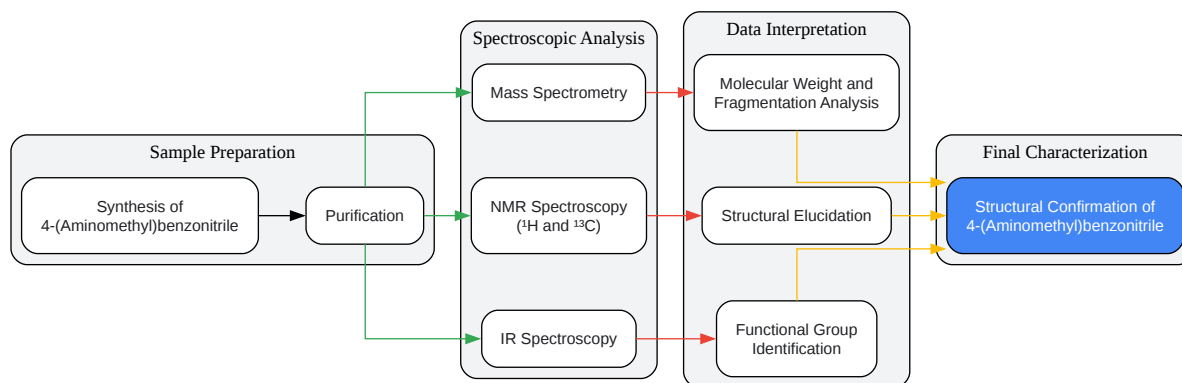 Sample Preparation
Synthesis of
4-(Aminomethyl)benzonitrile
Purification
Spectroscopic Analysis
Mass Spectrometry
NMR Spectroscopy
(¹H and ¹³C)
IR Spectroscopy
Data Interpretation
Molecular Weight and
Fragmentation Analysis
Structural Elucidation
Functional Group
Identification
Final Characterization
Structural Confirmation of
4-(Aminomethyl)benzonitrile